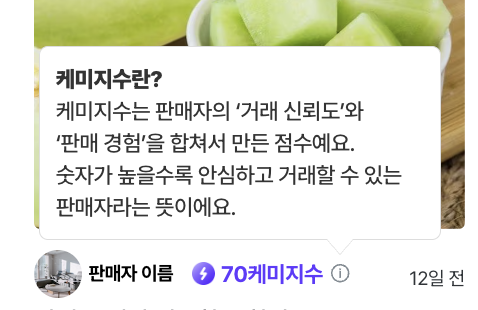 케미지수란?
케미지수는 판매자의 ‘거래 신뢰도’와
‘판매 경험’을 합쳐서 만든 점수예요.
숫자가 높을수록 안심하고 거래할 수 있는
판매자라는 뜻이에요.
판매자 이름 70케미지수 12일 전